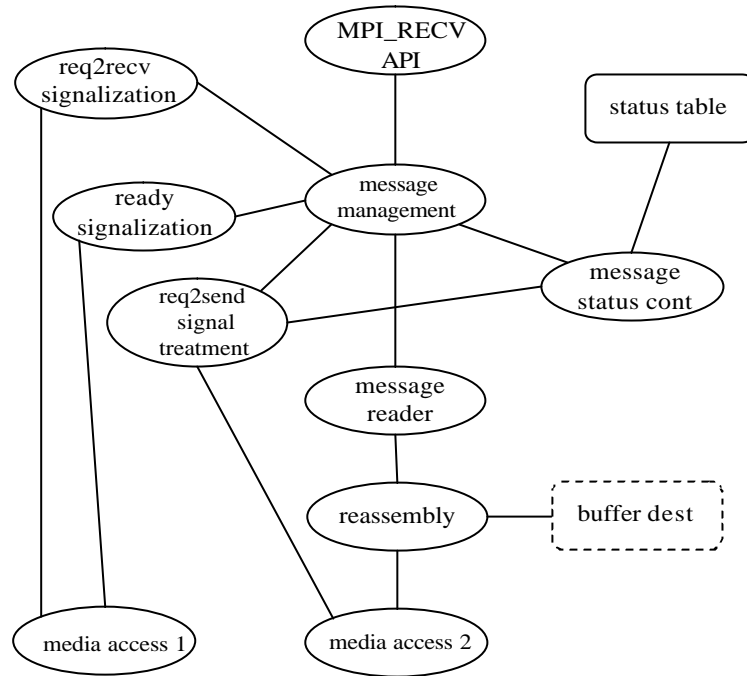 MPI_RECV
API
req2recv
signalization
status table
message
management
ready
signalization
message
status cont
req2send
signal
treatment
message
reader
reassembly
buffer dest
media access 1
media access 2